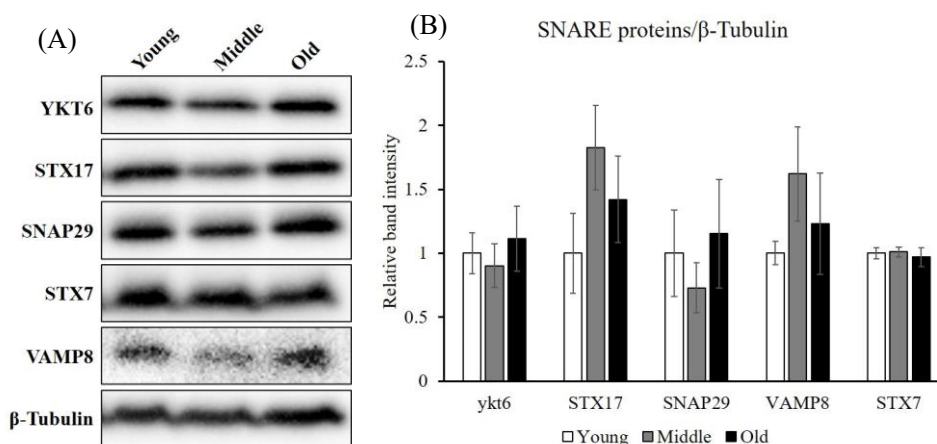 (A)
Young
Middle
Old
YKT6
STX17
SNAP29
STX7
VAMP8
β-Tubulin
(B)
SNARE proteins/β-Tubulin
Relative band intensity
2.5
2
1.5
1
0.5
0
ykt6
STX17
SNAP29
VAMP8
STX7
Young
Middle
Old